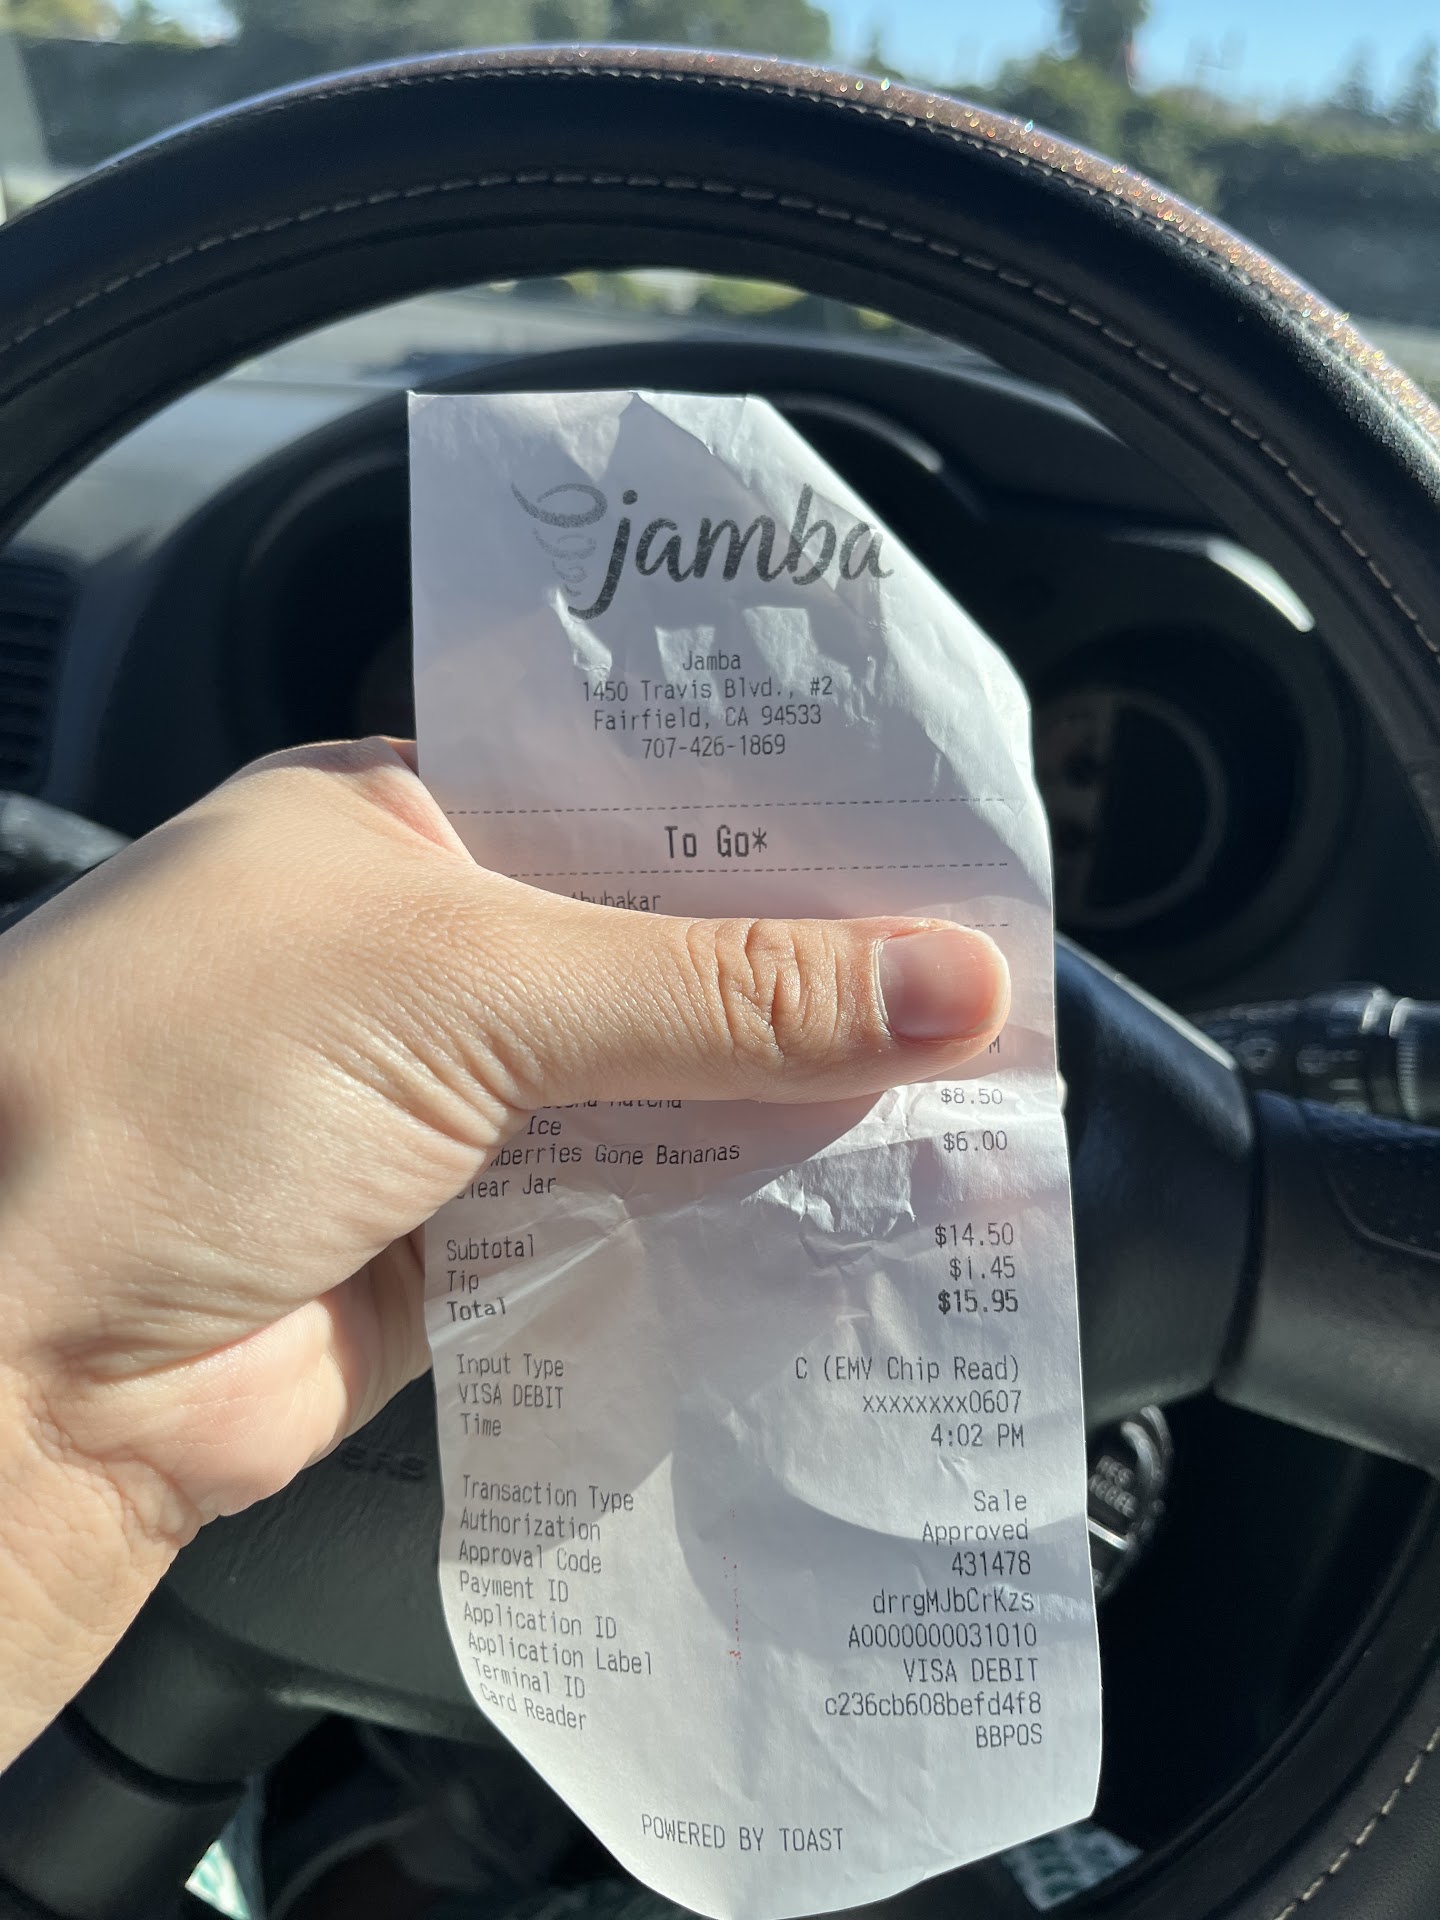 jamba
Jamba
1450 Travis Blvd., #2
Fairfield, CA 94533
707-426-1869
To Go*
M
$8.50
Ice
Gone Bananas $6.00
Jar
Subtotal $14.50
Tip $1.45
Total $15.95
Input Type C (EMV Chip Read)
VISA DEBIT xxxxxxxx0607
Time 4:02 PM
Transaction Type Sale
Authorization Approved
Approval Code 431478
Payment ID drrgMJbCrKzs
Application ID A0000000031010
Application Label VISA DEBIT
Terminal ID c236cb608befd4f8
Card Reader BBPOS
POWERED BY TOAST